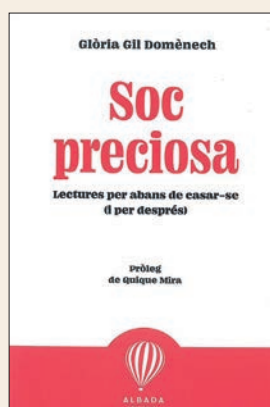 Glòria Gil Domènech
Soc
preciosa
Lectures per abans de casar-se
(i per després)
Pròleg
de Quique Mira
ALBADA